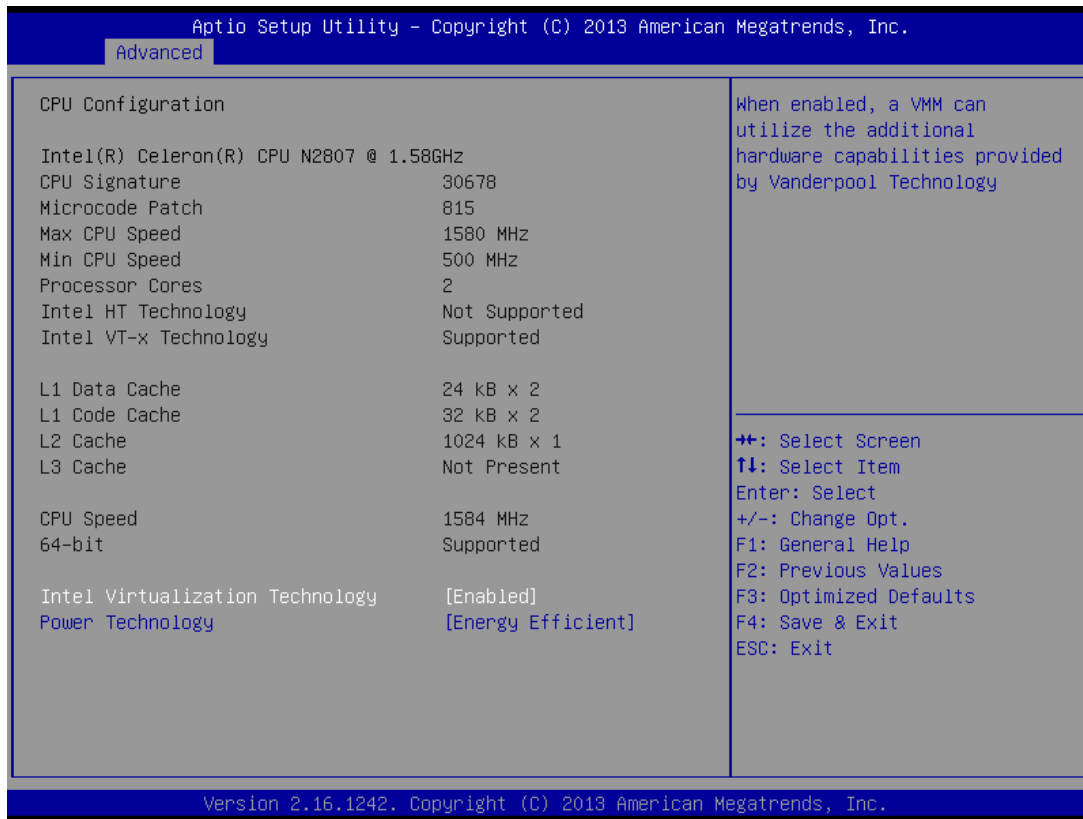 Aptio Setup Utility – Copyright (C) 2013 American Megatrends, Inc.
Advanced
CPU Configuration
Intel(R) Celeron(R) CPU N2807 @ 1.58GHz
CPU Signature 30678
Microcode Patch 815
Max CPU Speed 1580 MHz
Min CPU Speed 500 MHz
Processor Cores 2
Intel HT Technology Not Supported
Intel VT-x Technology Supported
L1 Data Cache 24 kB x 2
L1 Code Cache 32 kB x 2
L2 Cache 1024 kB x 1
L3 Cache Not Present
CPU Speed 1584 MHz
64-bit Supported
Intel Virtualization Technology [Enabled]
Power Technology [Energy Efficient]
When enabled, a VMM can
utilize the additional
hardware capabilities provided
by Vanderpool Technology
→←: Select Screen
↑↓: Select Item
Enter: Select
+/-: Change Opt.
F1: General Help
F2: Previous Values
F3: Optimized Defaults
F4: Save & Exit
ESC: Exit
Version 2.16.1242. Copyright (C) 2013 American Megatrends, Inc.